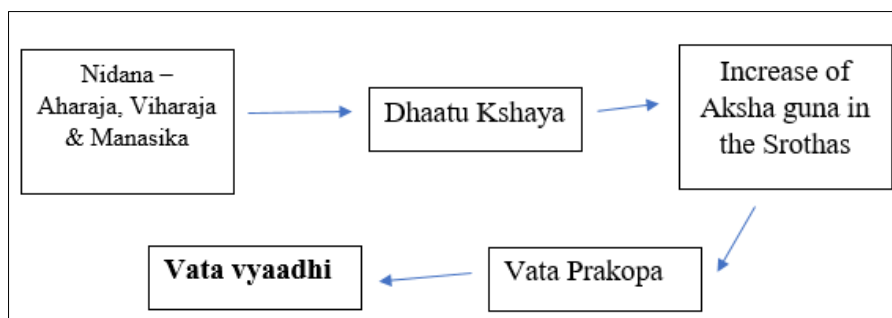 Nidana –
Aharaja, Viharaja
& Manasika
Dhaatu Kshaya
Increase of
Aksha guna in
the Srothas
Vata Prakopa
Vata vyaadhi